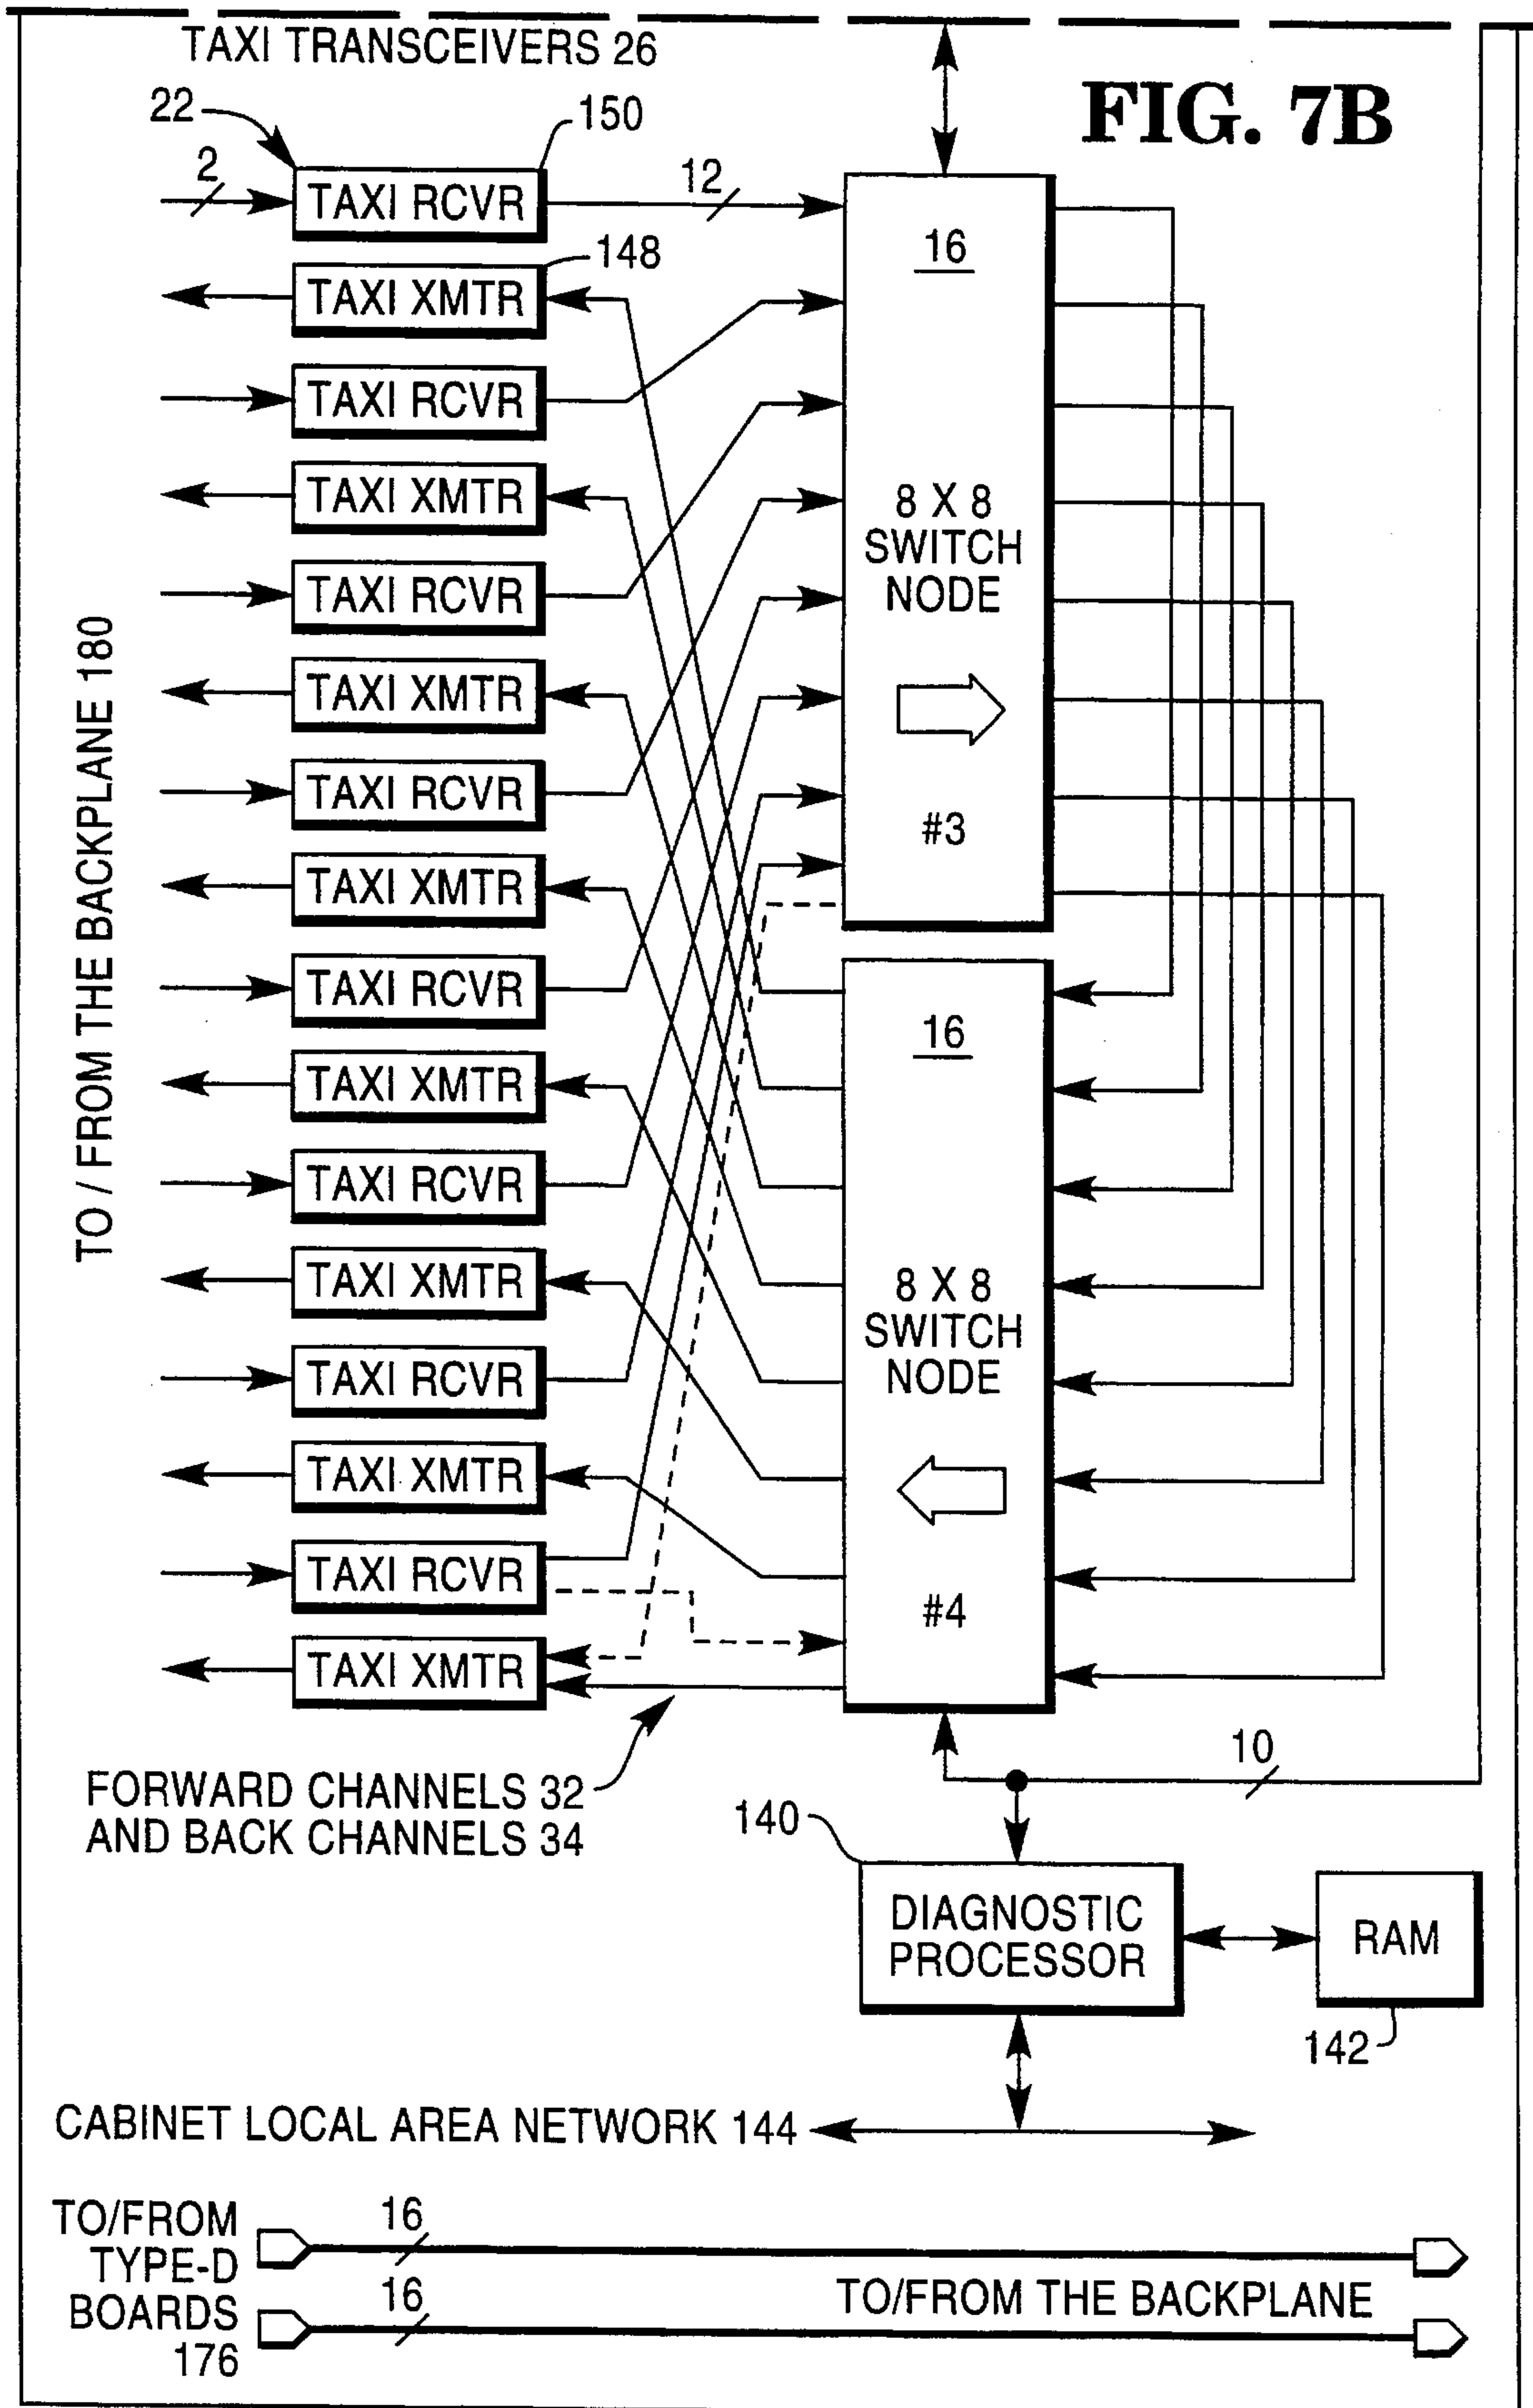 TAXI TRANSCEIVERS 26
FIG. 7B
22
150
2
TAXI RCVR
12
16
148
TAXI XMTR
TAXI RCVR
TAXI XMTR
8 X 8
SWITCH
NODE
TAXI RCVR
TO / FROM THE BACKPLANE 180
TAXI XMTR
TAXI RCVR
#3
TAXI XMTR
TAXI RCVR
16
TAXI XMTR
TAXI RCVR
TAXI XMTR
8 X 8
SWITCH
NODE
TAXI RCVR
TAXI XMTR
TAXI RCVR
#4
TAXI XMTR
FORWARD CHANNELS 32
AND BACK CHANNELS 34
10
140
DIAGNOSTIC
PROCESSOR
RAM
142
CABINET LOCAL AREA NETWORK 144
TO/FROM
TYPE-D
BOARDS
176
16
16
TO/FROM THE BACKPLANE